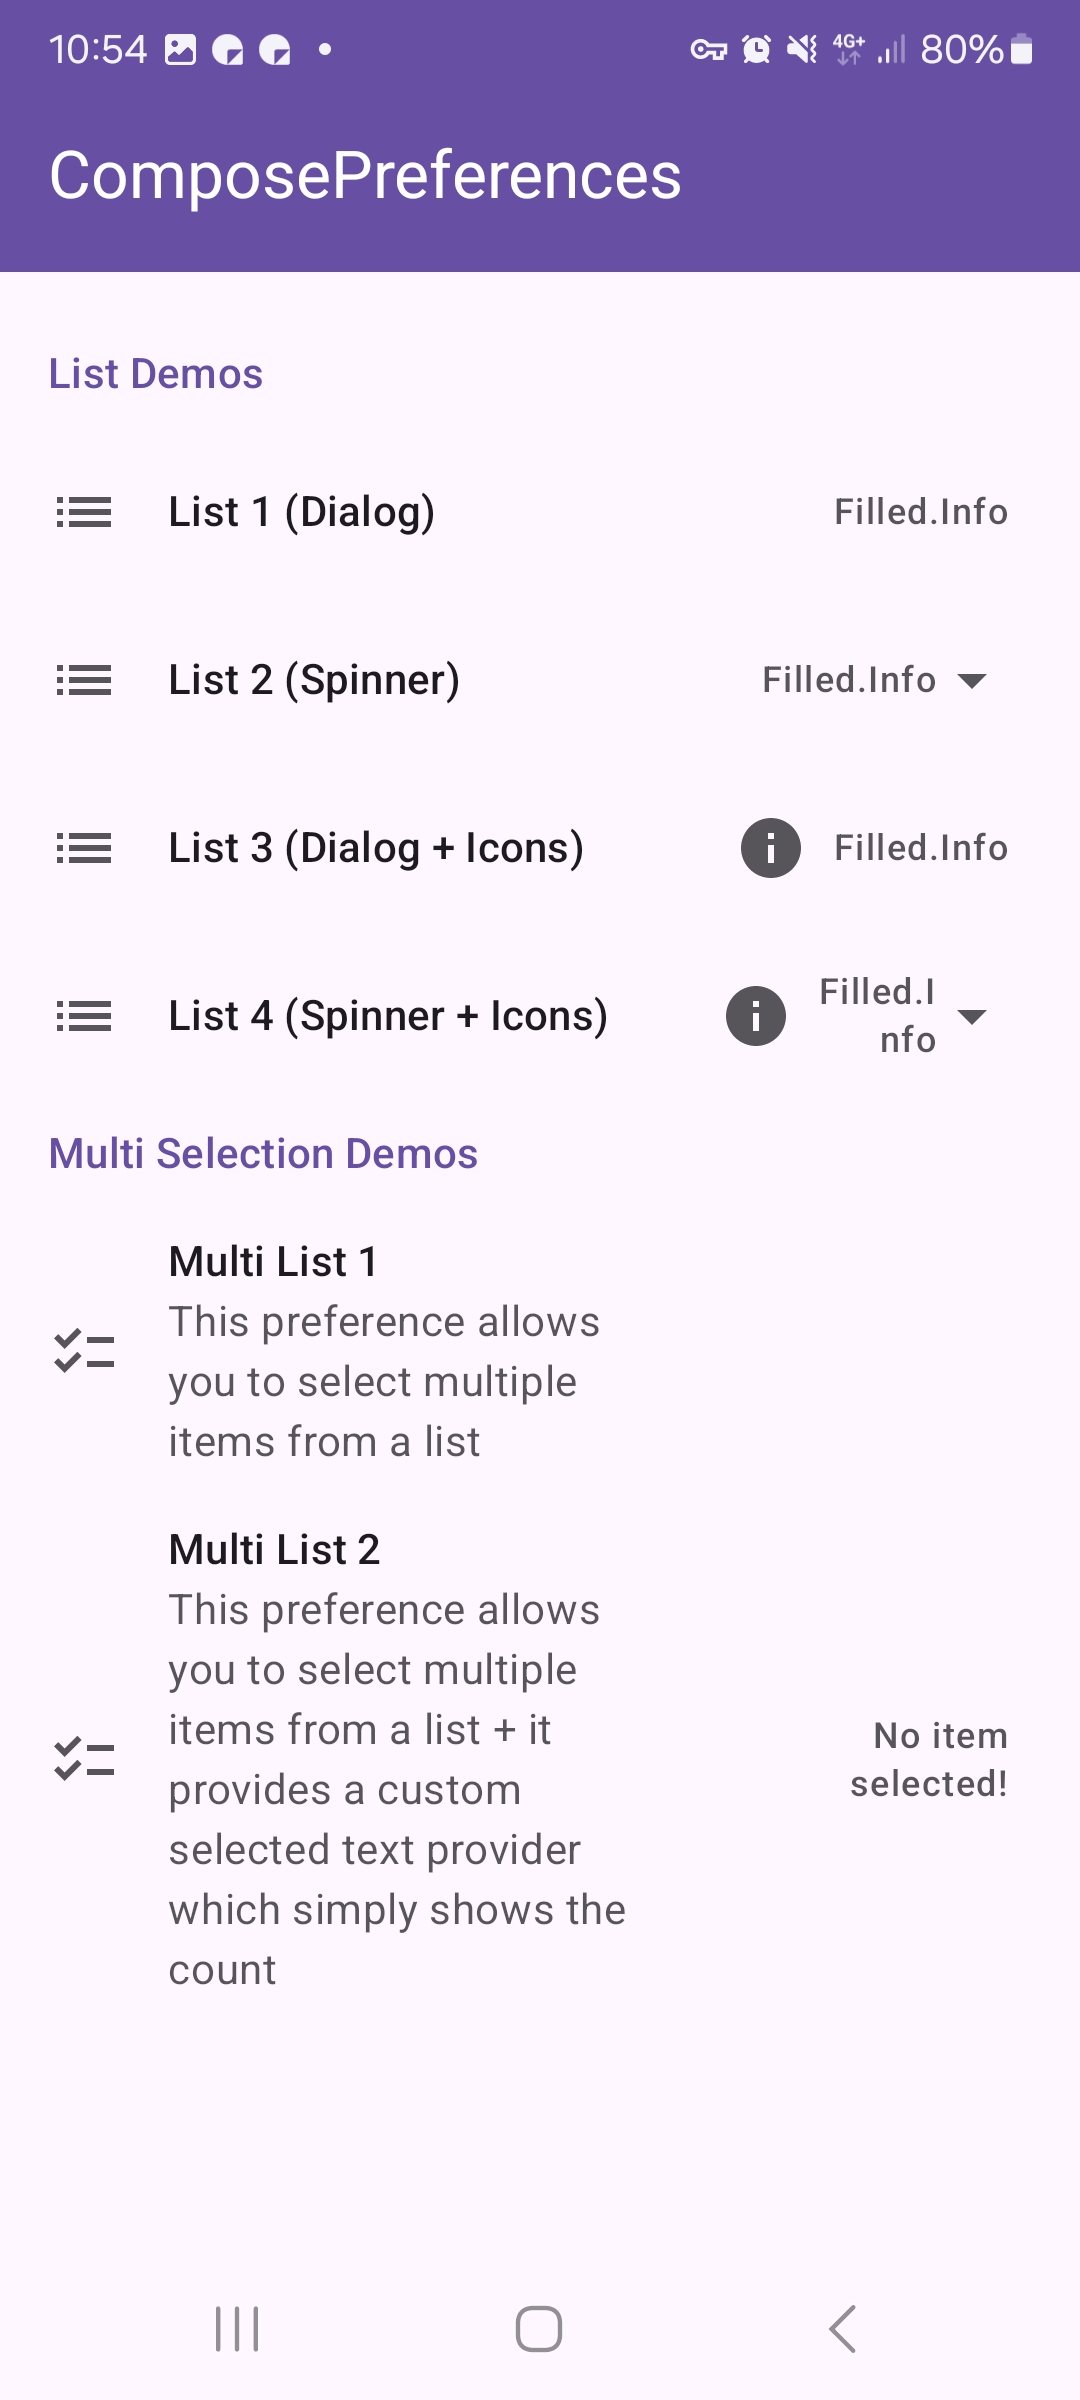 10:54
4G+
80%
ComposePreferences
List Demos
List 1 (Dialog)
Filled.Info
List 2 (Spinner)
Filled.Info
List 3 (Dialog + Icons)
Filled.Info
List 4 (Spinner + Icons)
Filled.I
nfo
Multi Selection Demos
Multi List 1
This preference allows
you to select multiple
items from a list
Multi List 2
This preference allows
you to select multiple
items from a list + it
provides a custom
selected text provider
which simply shows the
count
No item
selected!